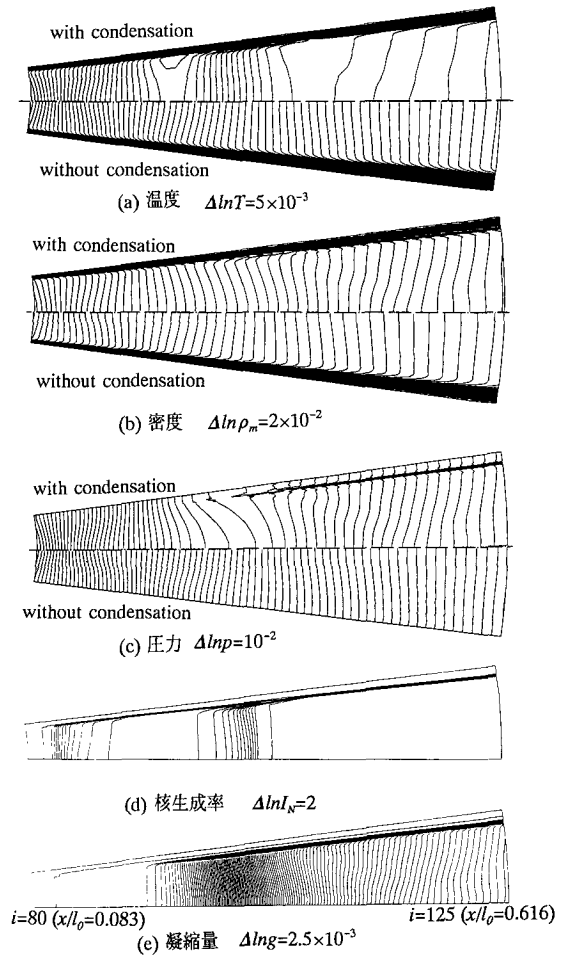 with condensation
without condensation
(a) 温度 ΔlnT=5×10⁻³
with condensation
without condensation
(b) 密度 Δlnρₘ=2×10⁻²
with condensation
without condensation
(c) 圧力 Δlnp=10⁻²
(d) 核生成率 ΔlnI_N=2
i=80 (x/l₀=0.083)
i=125 (x/l₀=0.616)
(e) 凝縮量 Δlng=2.5×10⁻³